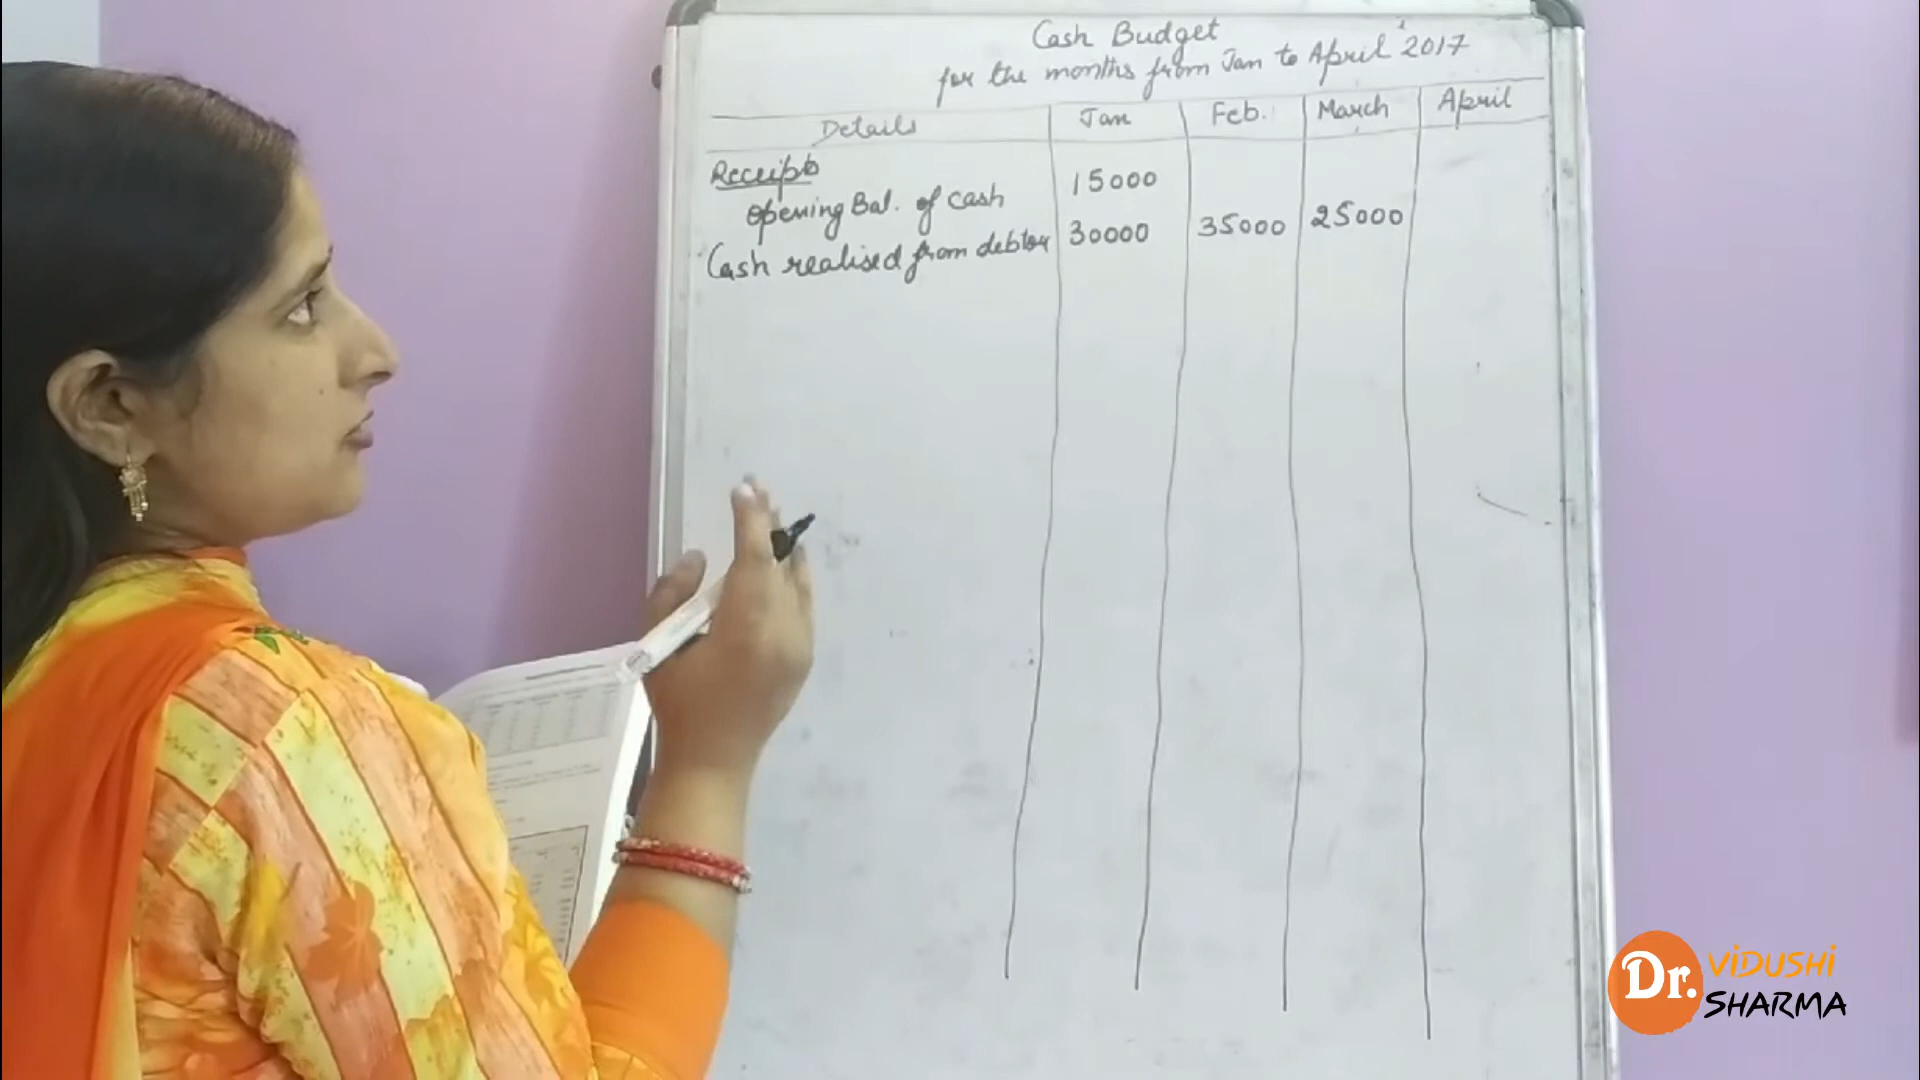 Cash Budget
for the months from Jan to April 2017
Details Jan Feb. March April
Receipts
Opening Bal. of cash 15000
Cash realised from debtor 30000 35000 25000
Dr. ViDUSHi
SHARMA